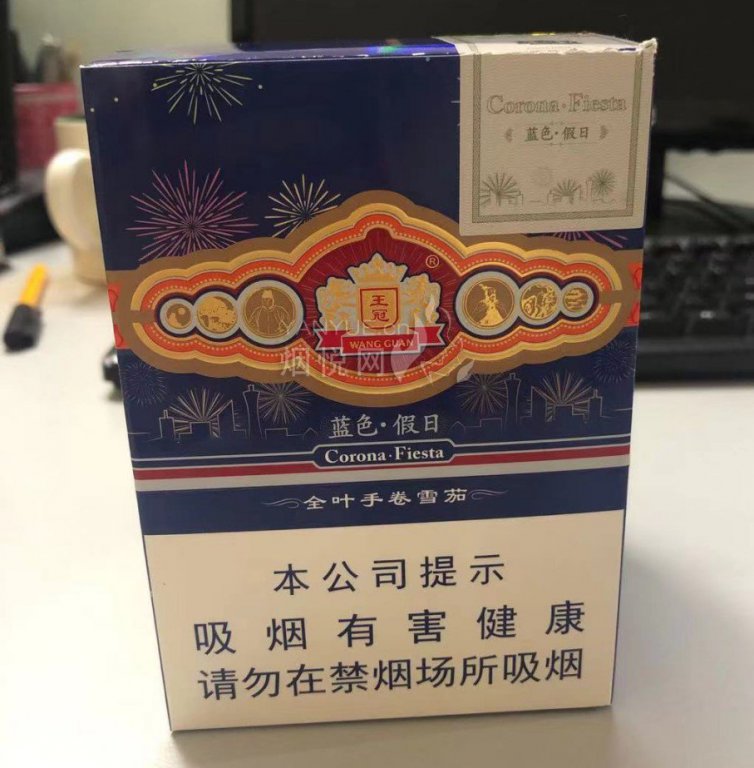 Corona·Fiesta
蓝色·假日
®
王冠
WANG GUAN
YANYUE.CN
烟悦网
蓝色·假日
Corona·Fiesta
全叶手卷雪茄
本公司提示
吸烟有害健康
请勿在禁烟场所吸烟